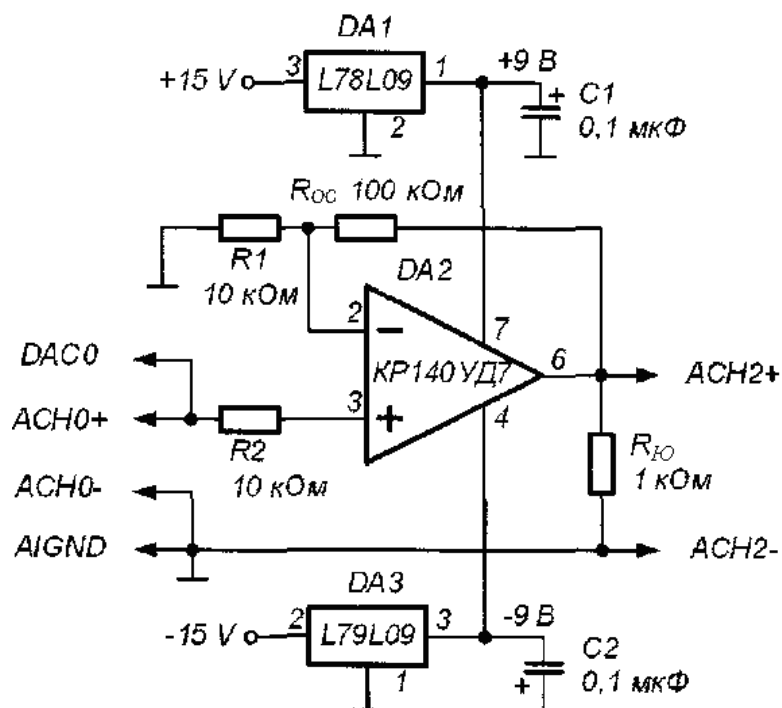 DA1
+15 V 3 L78L09 1 +9 В
2
+ C1
0,1 мкФ
Rос 100 кОм
R1
10 кОм
DA2
2 −
7
DAC0
КР140УД7
6
ACH2+
ACH0+
3 +
4
R2
10 кОм
RЮ
1 кОм
ACH0-
AIGND
ACH2-
DA3
-15 V 2 L79L09 3 -9 В
1
+ C2
0,1 мкФ